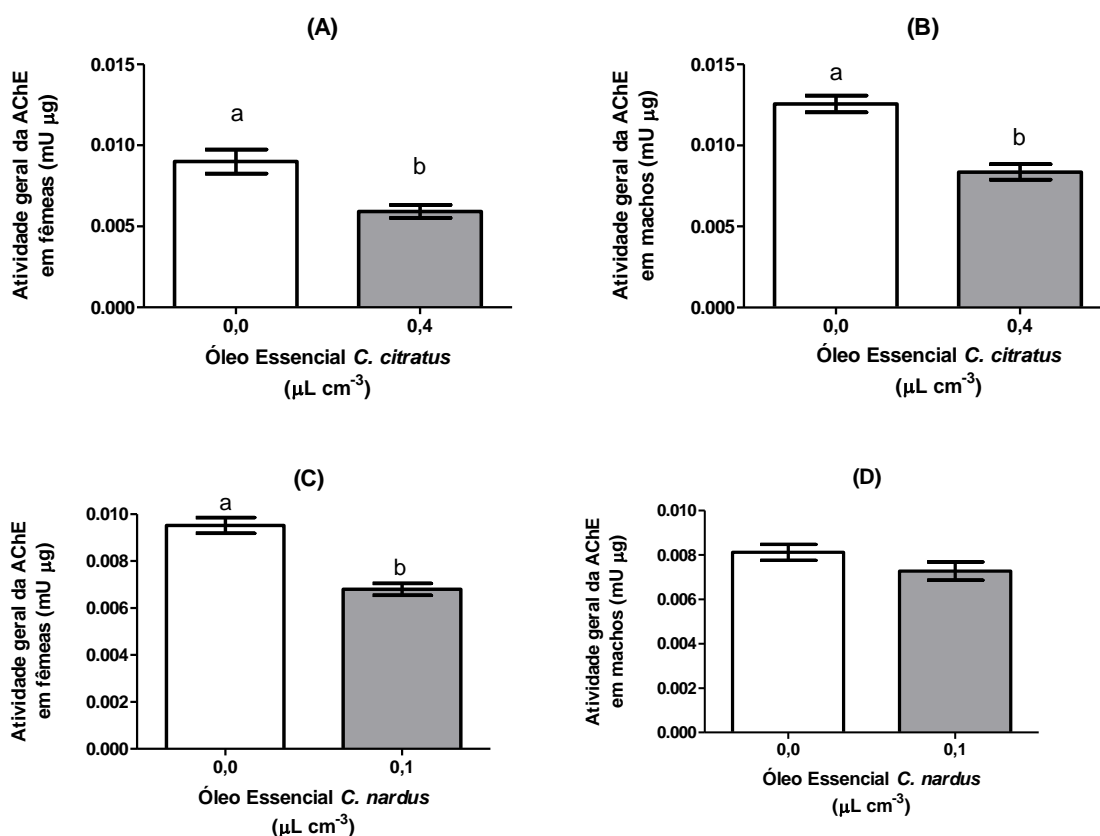 (A)
0.015
a
0.010
b
0.005
0.000
Atividade geral da AChE
em fêmeas (mU µg)
0,0 0,4
Óleo Essencial C. citratus
(µL cm-3)
(B)
0.015
a
0.010
b
0.005
0.000
Atividade geral da AChE
em machos (mU µg)
0,0 0,4
Óleo Essencial C. citratus
(µL cm-3)
(C)
a
0.010
0.008
b
0.006
0.004
0.002
0.000
Atividade geral da AChE
em fêmeas (mU µg)
0,0 0,1
Óleo Essencial C. nardus
(µL cm-3)
(D)
0.010
0.008
0.006
0.004
0.002
0.000
Atividade geral da AChE
em machos (mU µg)
0,0 0,1
Óleo Essencial C. nardus
(µL cm-3)